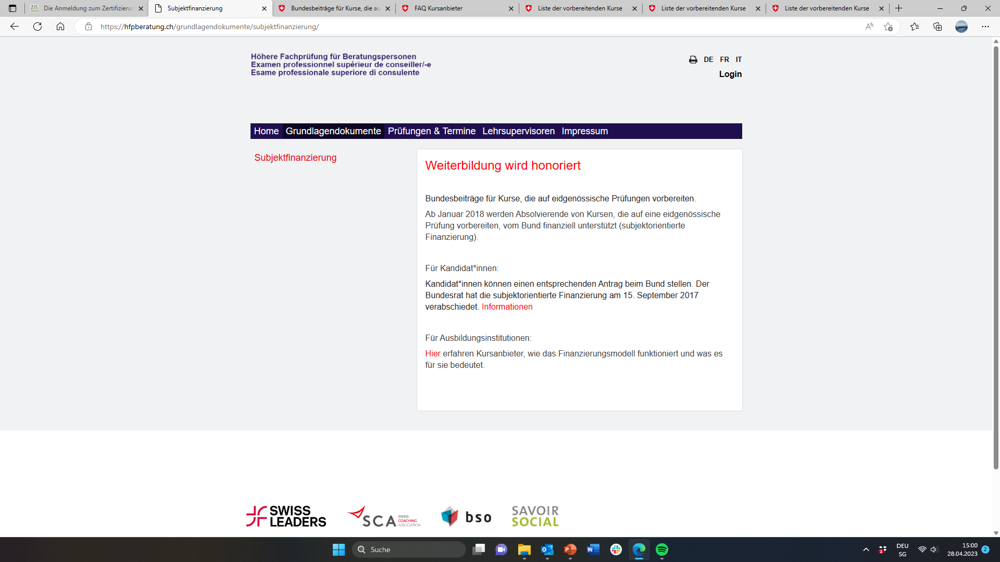 Die Anmeldung zum Zertifizierun
Subjektfinanzierung
Bundesbeiträge für Kurse, die au
FAQ Kursanbieter
Liste der vorbereitenden Kurse
Liste der vorbereitenden Kurse
Liste der vorbereitenden Kurse
https://hfpberatung.ch/grundlagendokumente/subjektfinanzierung/
Höhere Fachprüfung für Beratungspersonen
Examen professionnel supérieur de conseiller/-e
Esame professionale superiore di consulente
DE FR IT
Login
Home Grundlagendokumente Prüfungen & Termine Lehrsupervisoren Impressum
Subjektfinanzierung
Weiterbildung wird honoriert
Bundesbeiträge für Kurse, die auf eidgenössische Prüfungen vorbereiten.
Ab Januar 2018 werden Absolvierende von Kursen, die auf eine eidgenössische
Prüfung vorbereiten, vom Bund finanziell unterstützt (subjektorientierte
Finanzierung).
Für Kandidat*innen:
Kandidat*innen können einen entsprechenden Antrag beim Bund stellen. Der
Bundesrat hat die subjektorientierte Finanzierung am 15. September 2017
verabschiedet. Informationen
Für Ausbildungsinstitutionen:
Hier erfahren Kursanbieter, wie das Finanzierungsmodell funktioniert und was es
für sie bedeutet.
SWISS
LEADERS
SCA SWISS
COACHING
ASSOCIATION
bso
SAVOIR
SOCIAL
Suche
DEU
SG
15:00
28.04.2023
2